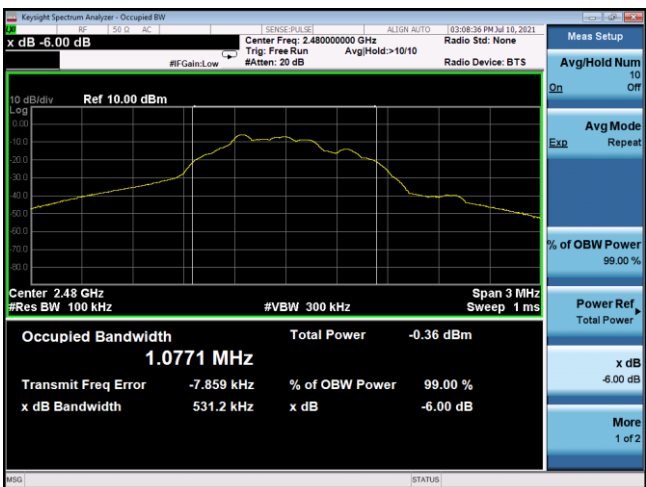 Keysight Spectrum Analyzer - Occupied BW
RF 50 Ω AC SENSE:PULSE ALIGN AUTO 03:08:36 PM Jul 10, 2021
x dB -6.00 dB
Center Freq: 2.480000000 GHz Radio Std: None
Trig: Free Run Avg|Hold:>10/10
#IFGain:Low #Atten: 20 dB Radio Device: BTS
10 dB/div Ref 10.00 dBm
Log
0.00
-10.0
-20.0
-30.0
-40.0
-50.0
-60.0
-70.0
-80.0
Center 2.48 GHz Span 3 MHz
#Res BW 100 kHz #VBW 300 kHz Sweep 1 ms
Occupied Bandwidth Total Power -0.36 dBm
1.0771 MHz
Transmit Freq Error -7.859 kHz % of OBW Power 99.00 %
x dB Bandwidth 531.2 kHz x dB -6.00 dB
MSG STATUS
Meas Setup
Avg/Hold Num
10
On Off
Avg Mode
Exp Repeat
% of OBW Power
99.00 %
Power Ref
Total Power
x dB
-6.00 dB
More
1 of 2